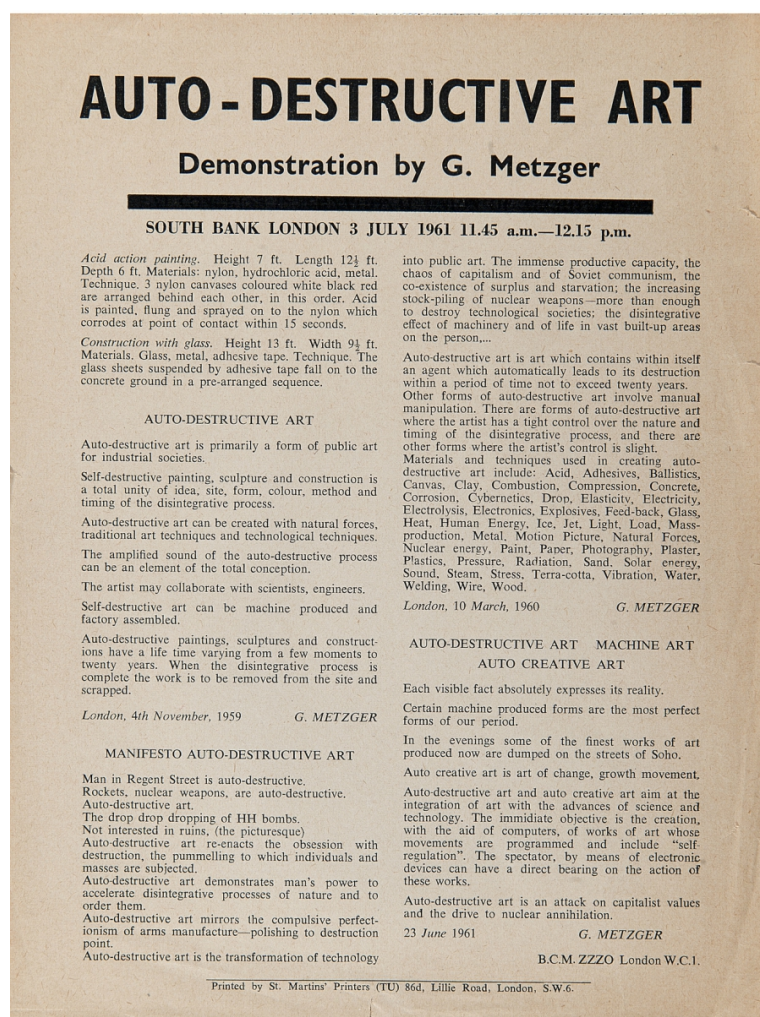 AUTO-DESTRUCTIVE ART
Demonstration by G. Metzger
SOUTH BANK LONDON 3 JULY 1961 11.45 a.m.—12.15 p.m.
Acid action painting. Height 7 ft. Length 12½ ft.
Depth 6 ft. Materials: nylon, hydrochloric acid, metal.
Technique. 3 nylon canvases coloured white black red
are arranged behind each other, in this order. Acid
is painted, flung and sprayed on to the nylon which
corrodes at point of contact within 15 seconds.
Construction with glass. Height 13 ft. Width 9½ ft.
Materials. Glass, metal, adhesive tape. Technique. The
glass sheets suspended by adhesive tape fall on to the
concrete ground in a pre-arranged sequence.
AUTO-DESTRUCTIVE ART
Auto-destructive art is primarily a form of public art
for industrial societies.
Self-destructive painting, sculpture and construction is
a total unity of idea, site, form, colour, method and
timing of the disintegrative process.
Auto-destructive art can be created with natural forces,
traditional art techniques and technological techniques.
The amplified sound of the auto-destructive process
can be an element of the total conception.
The artist may collaborate with scientists, engineers.
Self-destructive art can be machine produced and
factory assembled.
Auto-destructive paintings, sculptures and construct-
ions have a life time varying from a few moments to
twenty years. When the disintegrative process is
complete the work is to be removed from the site and
scrapped.
London, 4th November, 1959 G. METZGER
MANIFESTO AUTO-DESTRUCTIVE ART
Man in Regent Street is auto-destructive.
Rockets, nuclear weapons, are auto-destructive.
Auto-destructive art.
The drop drop dropping of HH bombs.
Not interested in ruins, (the picturesque)
Auto-destructive art re-enacts the obsession with
destruction, the pummelling to which individuals and
masses are subjected.
Auto-destructive art demonstrates man's power to
accelerate disintegrative processes of nature and to
order them.
Auto-destructive art mirrors the compulsive perfect-
ionism of arms manufacture—polishing to destruction
point.
Auto-destructive art is the transformation of technology
into public art. The immense productive capacity, the
chaos of capitalism and of Soviet communism, the
co-existence of surplus and starvation; the increasing
stock-piling of nuclear weapons—more than enough
to destroy technological societies; the disintegrative
effect of machinery and of life in vast built-up areas
on the person,...
Auto-destructive art is art which contains within itself
an agent which automatically leads to its destruction
within a period of time not to exceed twenty years.
Other forms of auto-destructive art involve manual
manipulation. There are forms of auto-destructive art
where the artist has a tight control over the nature and
timing of the disintegrative process, and there are
other forms where the artist's control is slight.
Materials and techniques used in creating auto-
destructive art include: Acid, Adhesives, Ballistics,
Canvas, Clay, Combustion, Compression, Concrete,
Corrosion, Cybernetics, Drop, Elasticity, Electricity,
Electrolysis, Electronics, Explosives, Feed-back, Glass,
Heat, Human Energy, Ice, Jet, Light, Load, Mass-
production, Metal, Motion Picture, Natural Forces,
Nuclear energy, Paint, Paper, Photography, Plaster,
Plastics, Pressure, Radiation, Sand, Solar energy,
Sound, Steam, Stress, Terra-cotta, Vibration, Water,
Welding, Wire, Wood.
London, 10 March, 1960 G. METZGER
AUTO-DESTRUCTIVE ART MACHINE ART
AUTO CREATIVE ART
Each visible fact absolutely expresses its reality.
Certain machine produced forms are the most perfect
forms of our period.
In the evenings some of the finest works of art
produced now are dumped on the streets of Soho.
Auto creative art is art of change, growth movement.
Auto-destructive art and auto creative art aim at the
integration of art with the advances of science and
technology. The immidiate objective is the creation,
with the aid of computers, of works of art whose
movements are programmed and include “self-
regulation”. The spectator, by means of electronic
devices can have a direct bearing on the action of
these works.
Auto-destructive art is an attack on capitalist values
and the drive to nuclear annihilation.
23 June 1961 G. METZGER
B.C.M. ZZZO London W.C.1.
Printed by St. Martins' Printers (TU) 86d, Lillie Road, London, S.W.6.